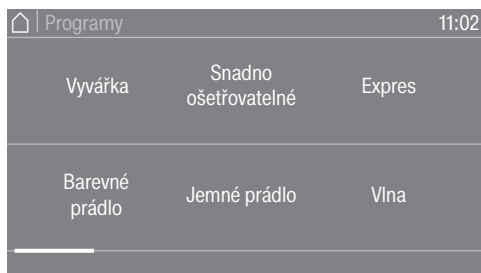 Programy
11:02
Vyvářka
Snadno
ošetřovatelné
Expres
Barevné
prádlo
Jemné prádlo
Vlna